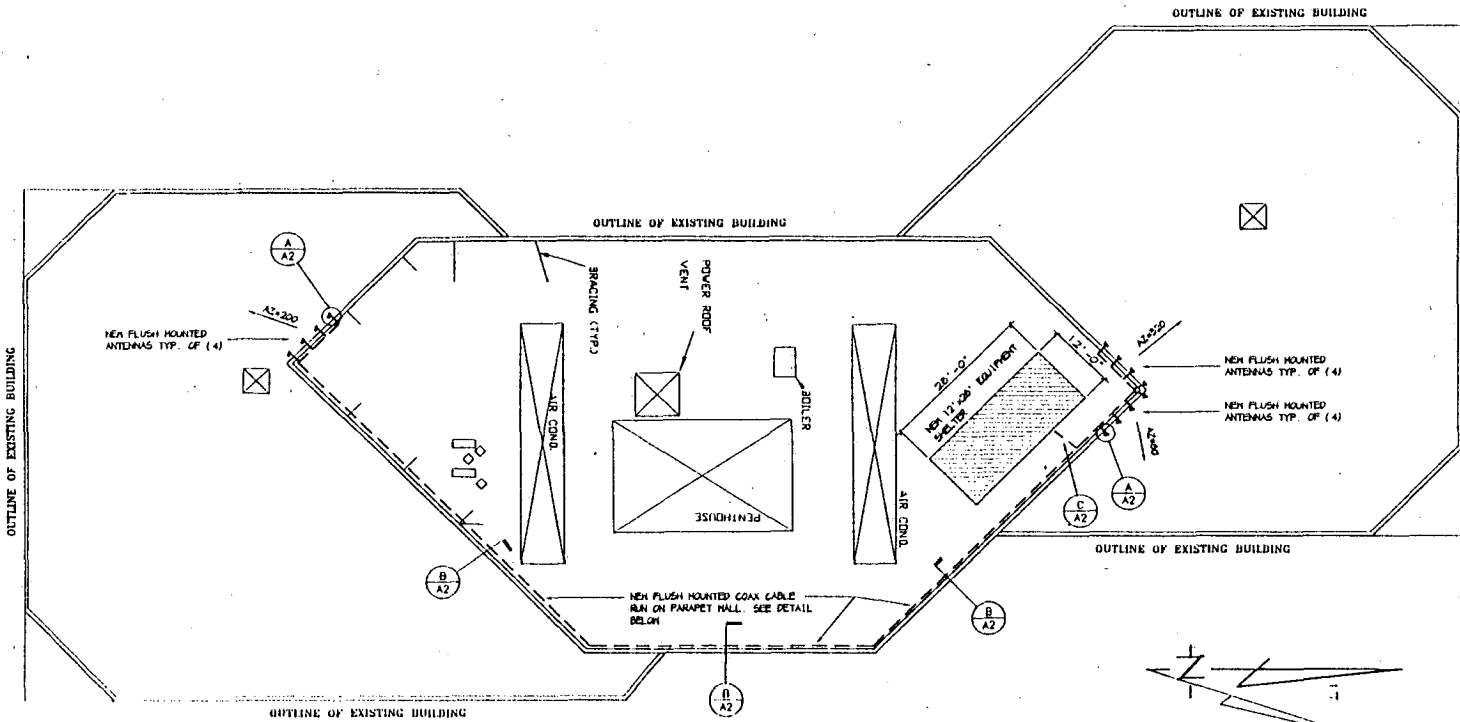 OUTLINE OF EXISTING BUILDING
OUTLINE OF EXISTING BUILDING
A
A2
AZ=200
NEW FLUSH MOUNTED
ANTENNAS TYP. OF (4)
OUTLINE OF EXISTING BUILDING
BRACING (TYP.)
POWER ROOF
VENT
BOILER
AIR COND.
PENTHOUSE
AIR COND.
26'-0"
12'-0"
NEW 12'x26' EQUIPMENT
SHELTER
AZ=320
NEW FLUSH MOUNTED
ANTENNAS TYP. OF (4)
NEW FLUSH MOUNTED
ANTENNAS TYP. OF (4)
A
A2
C
A2
OUTLINE OF EXISTING BUILDING
B
A2
NEW FLUSH MOUNTED COAX CABLE
RUN ON PARAPET WALL. SEE DETAIL
BELOW
B
A2
B
A2
OUTLINE OF EXISTING BUILDING
N